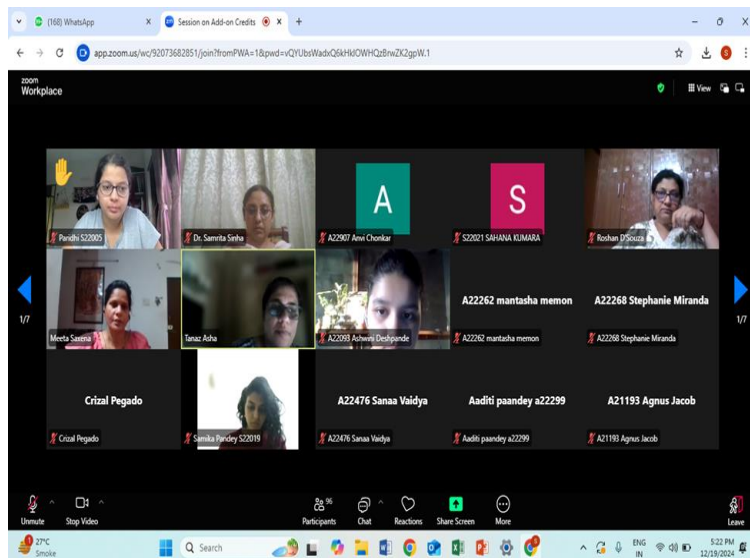 (168) WhatsApp
Session on Add-on Credits
app.zoom.us/wc/92073682851/join?fromPWA=1&pwd=vQYUbsWadxQ6kHklOWHQzBrwZK2gpW.1
zoom
Workplace
View
Paridhi S22005
Dr. Samrita Sinha
A
A22907 Anvi Chonkar
S
S22021 SAHANA KUMARA
Roshan D'Souza
1/7
Meeta Saxena
Tanaz Asha
A22093 Ashwini Deshpande
A22262 mantasha memon
A22262 mantasha memon
A22268 Stephanie Miranda
A22268 Stephanie Miranda
1/7
Crizal Pegado
Crizal Pegado
Samika Pandey S22019
A22476 Sanaa Vaidya
A22476 Sanaa Vaidya
Aaditi paandey a22299
Aaditi paandey a22299
A21193 Agnus Jacob
A21193 Agnus Jacob
Unmute
Stop Video
96
Participants
Chat
Reactions
Share Screen
More
Leave
27°C
Smoke
Search
ENG
IN
5:22 PM
12/19/2024